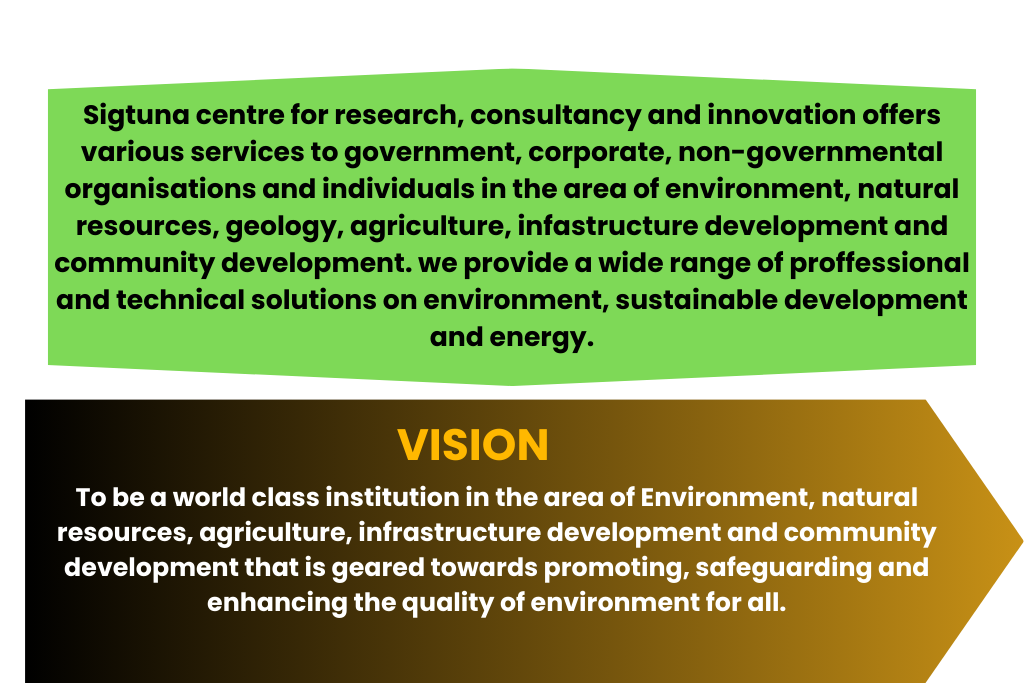 Sigtuna centre for research, consultancy and innovation offers
various services to government, corporate, non-governmental
organisations and individuals in the area of environment, natural
resources, geology, agriculture, infastructure development and
community development. we provide a wide range of proffessional
and technical solutions on environment, sustainable development
and energy.
VISION
To be a world class institution in the area of Environment, natural
resources, agriculture, infrastructure development and community
development that is geared towards promoting, safeguarding and
enhancing the quality of environment for all.